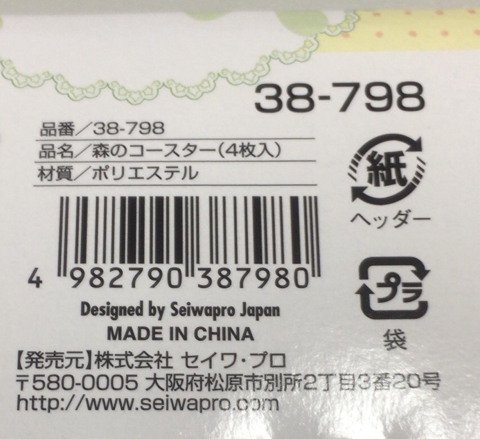 38-798
品番／38-798
品名／森のコースター(4枚入)
材質／ポリエステル
紙
ヘッダー
4 982790 387980
プラ
袋
Designed by Seiwapro Japan
MADE IN CHINA
【発売元】株式会社 セイワ・プロ
〒580-0005 大阪府松原市別所2丁目3番20号
http://www.seiwapro.com